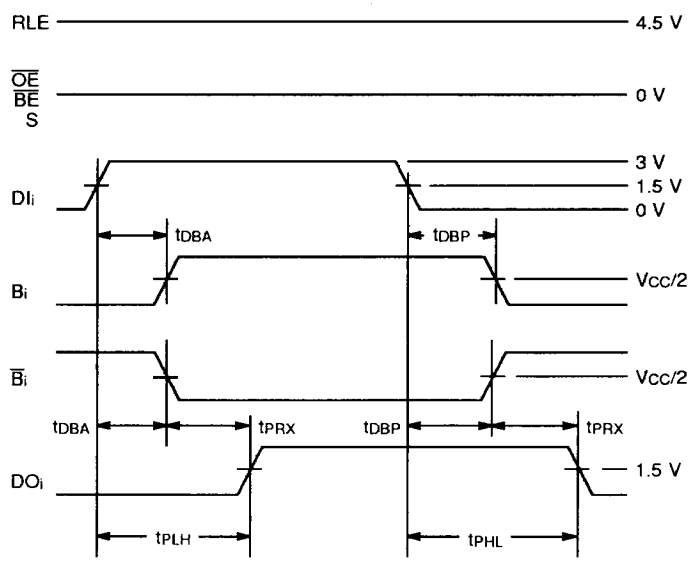 RLE 4.5 V
OE
BE 0 V
S
3 V
DIi 1.5 V
0 V
tDBA tDBP
Bi VCC/2
Bi VCC/2
tDBA tPRX tDBP tPRX
DOi 1.5 V
tPLH tPHL